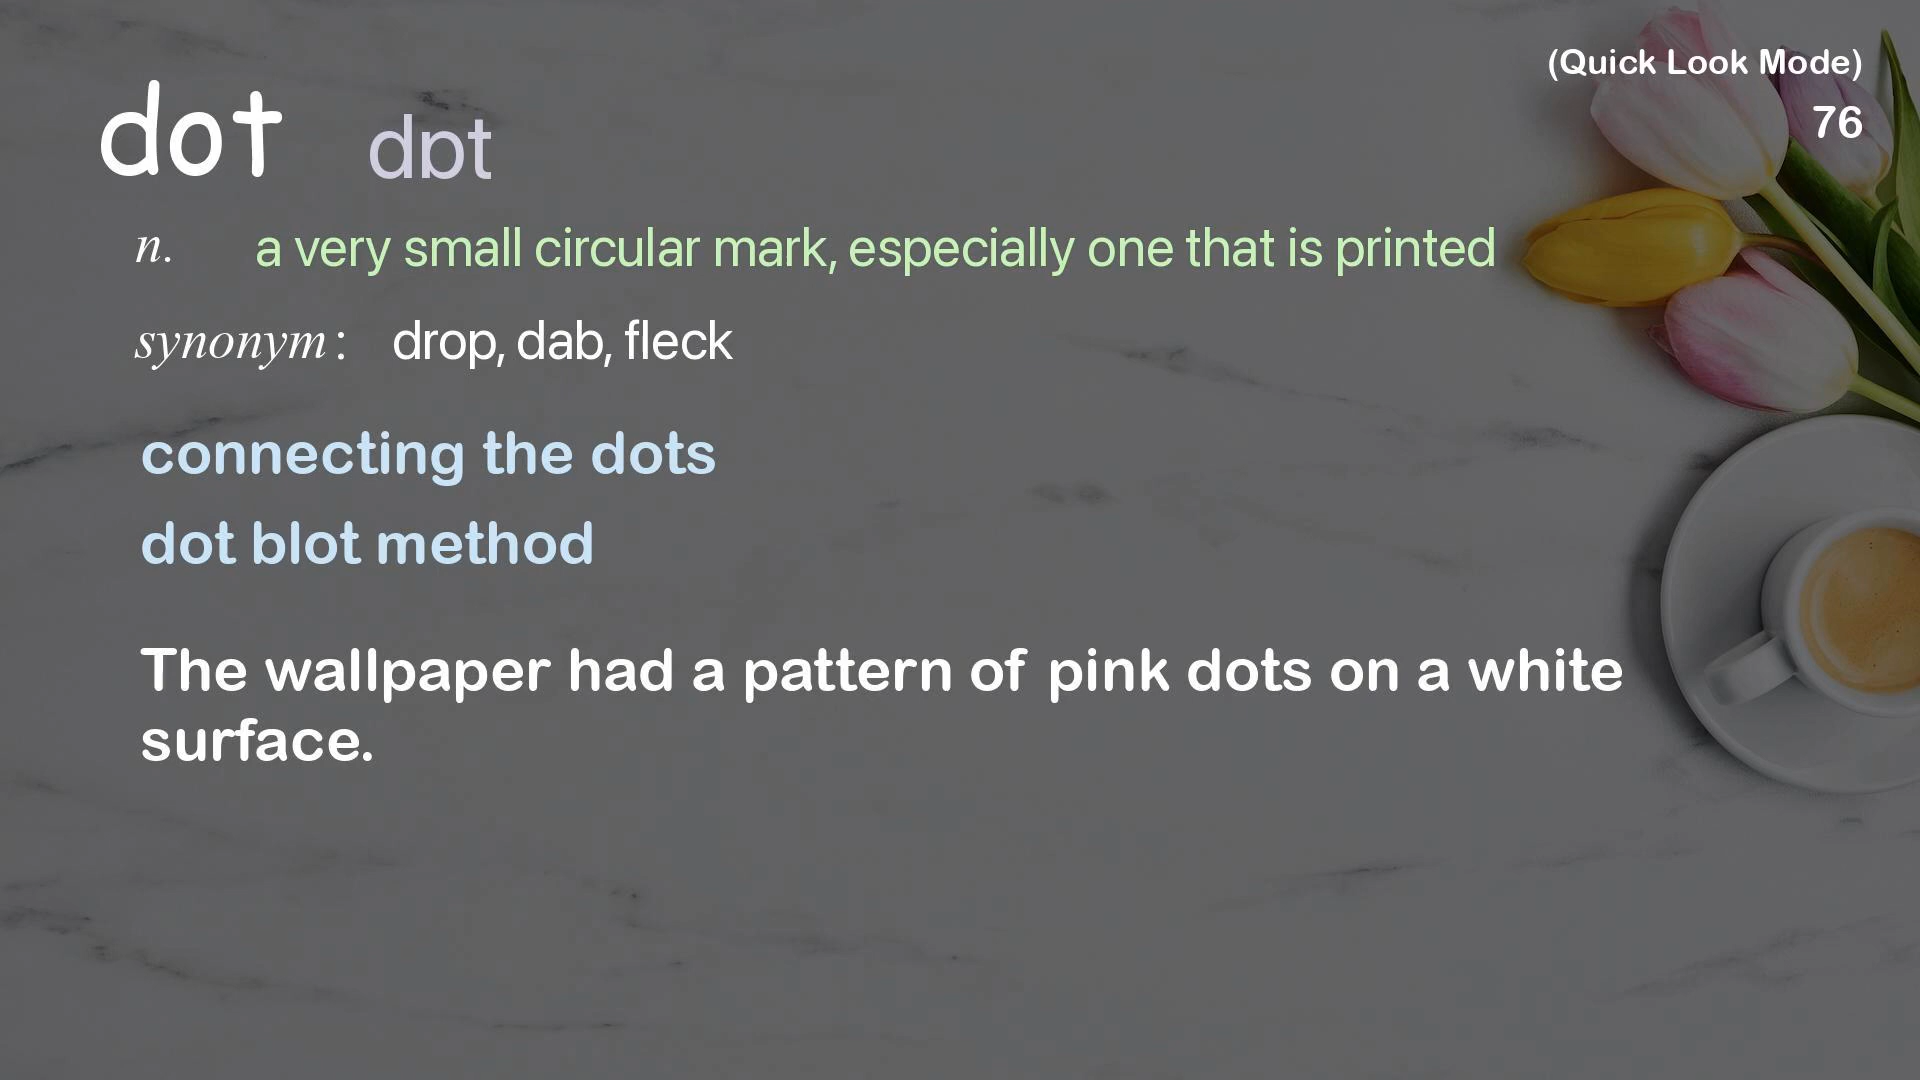 (Quick Look Mode)
76
dot dɒt
n. a very small circular mark, especially one that is printed
synonym: drop, dab, fleck
connecting the dots
dot blot method
The wallpaper had a pattern of pink dots on a white
surface.